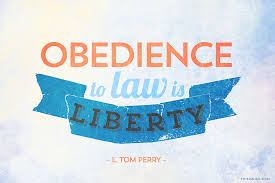 OBEDIENCE
to law is
LIBERTY
- L. TOM PERRY -